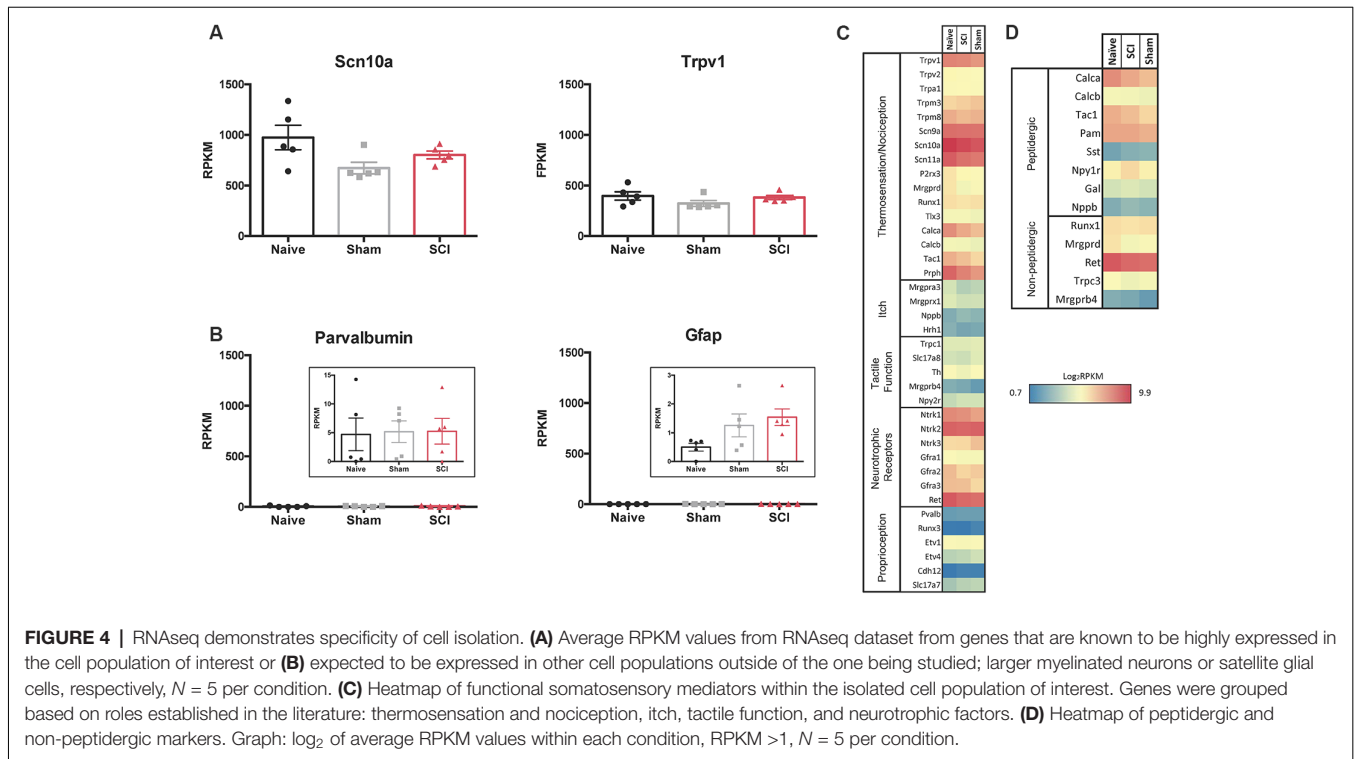 A
Scn10a
RPKM
1500
1000
500
0
Naive
Sham
SCI
Trpv1
FPKM
1500
1000
500
0
Naive
Sham
SCI
B
Parvalbumin
RPKM
1500
1000
750
500
250
0
Naive
Sham
SCI
RPKM
15
10
5
0
Naive
Sham
SCI
Gfap
RPKM
1500
1000
750
500
250
0
Naive
Sham
SCI
RPKM
3
2
1
0
Naive
Sham
SCI
C
Naïve
SCI
Sham
Thermosensation/Nociception
Trpv1
Trpv2
Trpa1
Trpm3
Trpm8
Scn9a
Scn10a
Scn11a
P2rx3
Mrgprd
Runx1
Tlx3
Calca
Calcb
Tac1
Prph
Itch
Mrgpra3
Mrgprx1
Nppb
Hrh1
Tactile
Function
Trpc1
Slc17a8
Th
Mrgprb4
Npy2r
Neurotrophic
Receptors
Ntrk1
Ntrk2
Ntrk3
Gfra1
Gfra2
Gfra3
Ret
Proprioception
Pvalb
Runx3
Etv1
Etv4
Cdh12
Slc17a7
D
Naïve
SCI
Sham
Peptidergic
Calca
Calcb
Tac1
Pam
Sst
Npy1r
Gal
Nppb
Non-peptidergic
Runx1
Mrgprd
Ret
Trpc3
Mrgprb4
Log₂RPKM
0.7
9.9
FIGURE 4 | RNAseq demonstrates specificity of cell isolation. (A) Average RPKM values from RNAseq dataset from genes that are known to be highly expressed in
the cell population of interest or (B) expected to be expressed in other cell populations outside of the one being studied; larger myelinated neurons or satellite glial
cells, respectively, N = 5 per condition. (C) Heatmap of functional somatosensory mediators within the isolated cell population of interest. Genes were grouped
based on roles established in the literature: thermosensation and nociception, itch, tactile function, and neurotrophic factors. (D) Heatmap of peptidergic and
non-peptidergic markers. Graph: log₂ of average RPKM values within each condition, RPKM >1, N = 5 per condition.